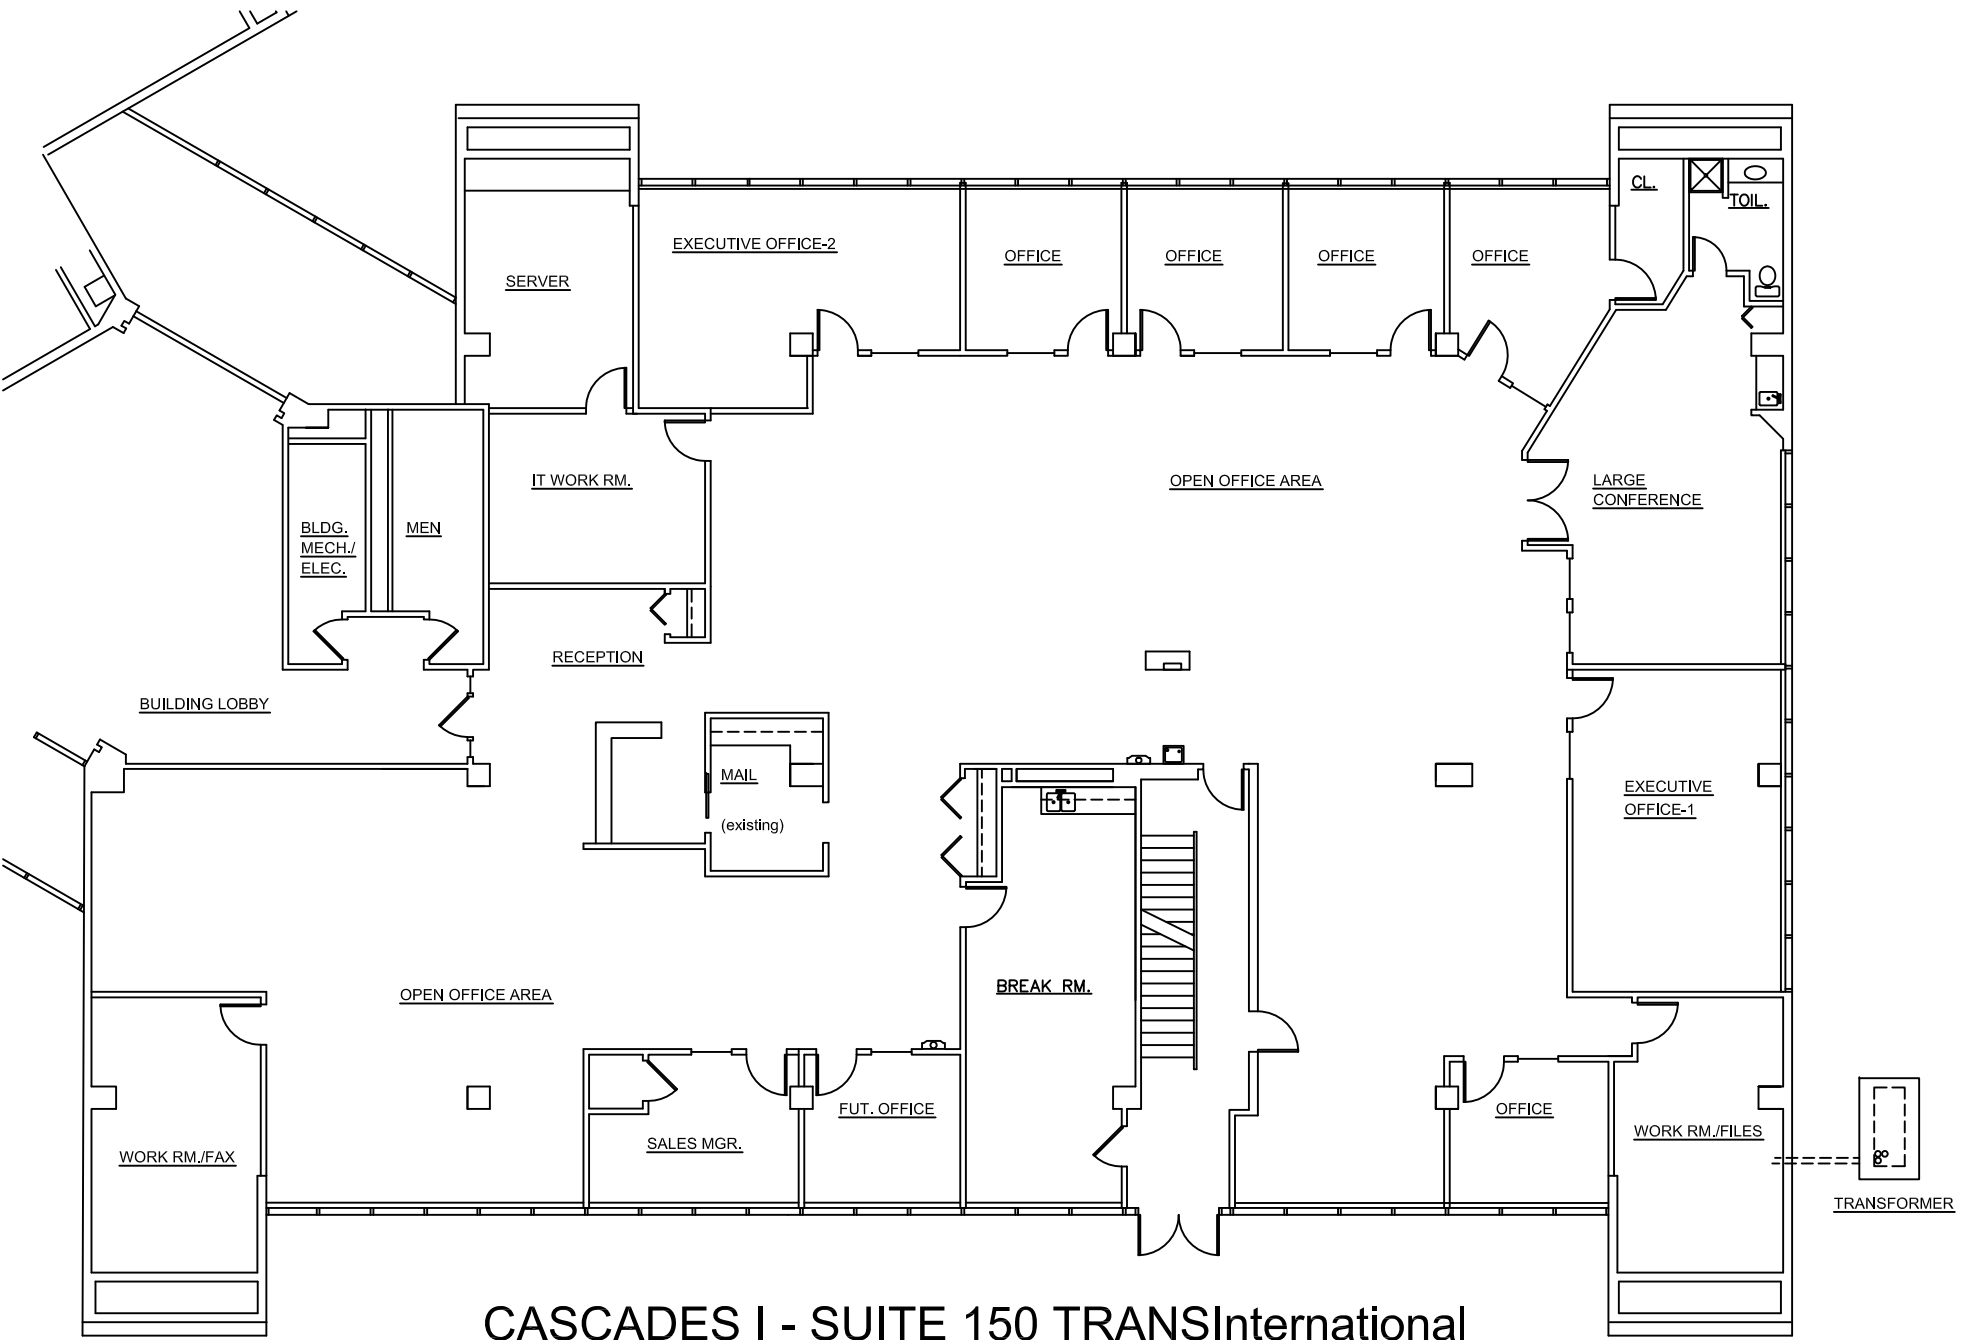 CL.
TOIL.
EXECUTIVE OFFICE-2
OFFICE
OFFICE
OFFICE
OFFICE
SERVER
IT WORK RM.
OPEN OFFICE AREA
LARGE
CONFERENCE
BLDG.
MECH./
ELEC.
MEN
RECEPTION
BUILDING LOBBY
MAIL
(existing)
EXECUTIVE
OFFICE-1
OPEN OFFICE AREA
BREAK RM.
FUT. OFFICE
OFFICE
SALES MGR.
WORK RM./FILES
WORK RM./FAX
TRANSFORMER
CASCADES I - SUITE 150 TRANSInternational